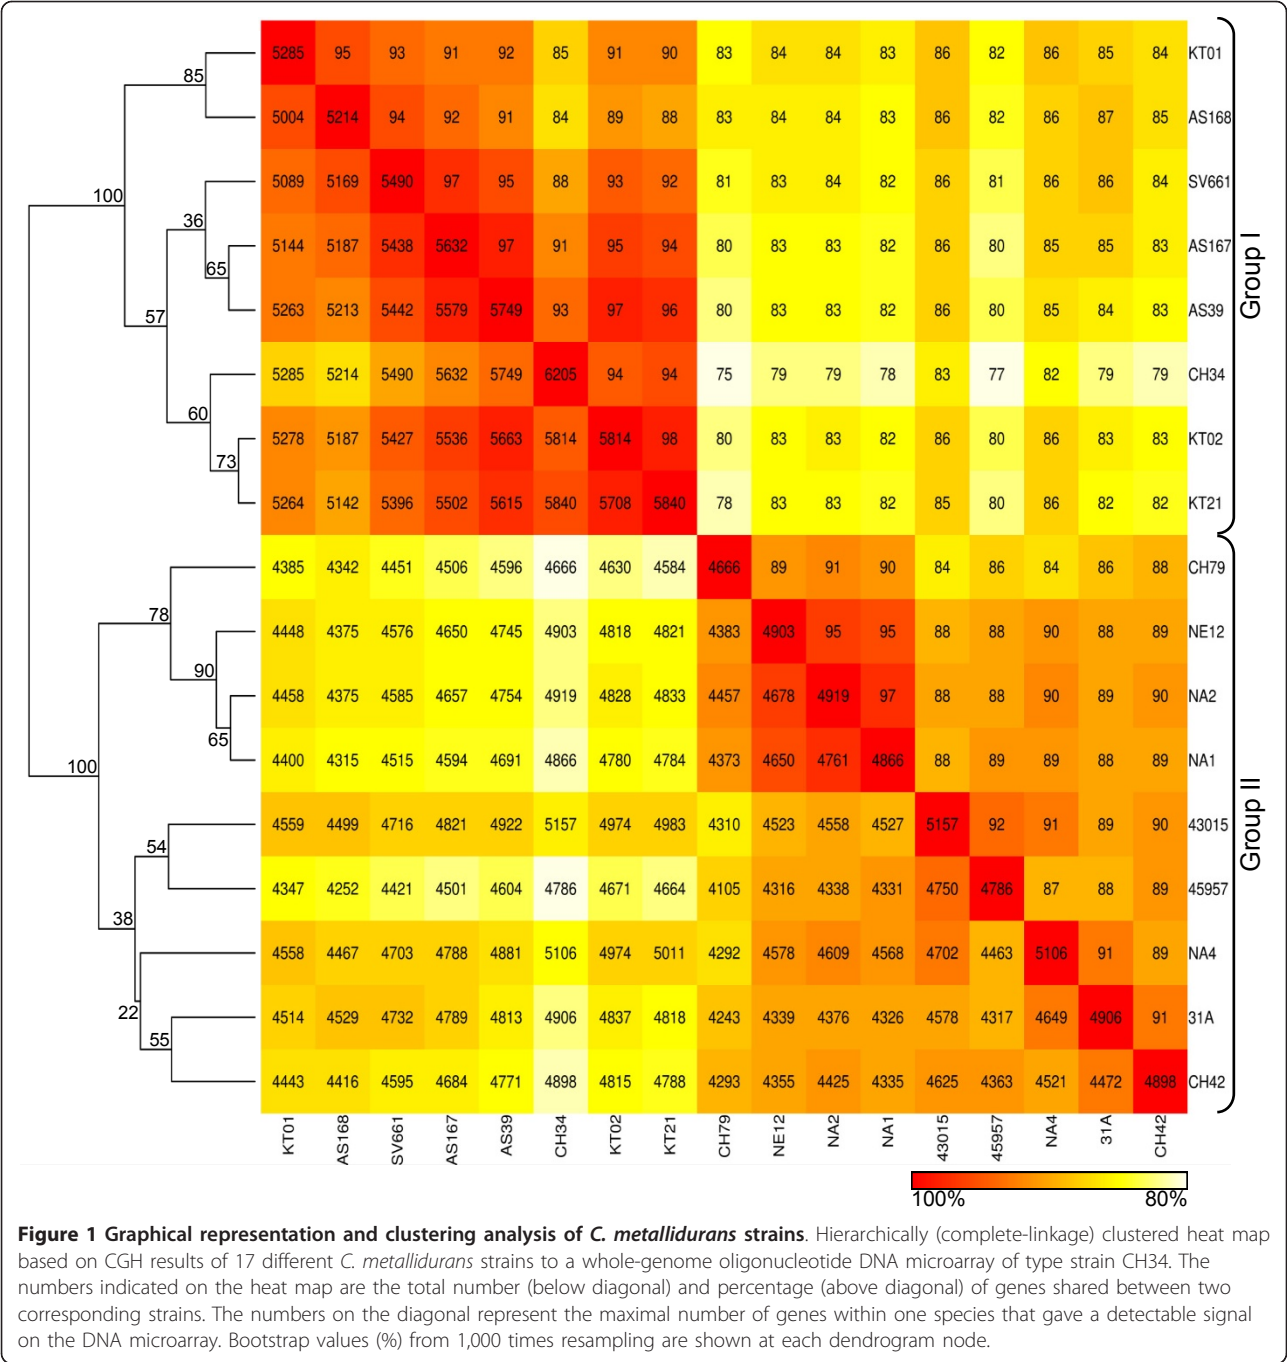 5285 95 93 91 92 85 91 90 83 84 84 83 86 82 86 85 84 KT01
85
5004 5214 94 92 91 84 89 88 83 84 84 83 86 82 86 87 85 AS168
5089 5169 5490 97 95 88 93 92 81 83 84 82 86 81 86 86 84 SV661
100
36
5144 5187 5438 5632 97 91 95 94 80 83 83 82 86 80 85 85 83 AS167
65
Group I
5263 5213 5442 5579 5749 93 97 96 80 83 83 82 86 80 85 84 83 AS39
57
5285 5214 5490 5632 5749 6205 94 94 75 79 79 78 83 77 82 79 79 CH34
60
5278 5187 5427 5536 5663 5814 5814 98 80 83 83 82 86 80 86 83 83 KT02
73
5264 5142 5396 5502 5615 5840 5708 5840 78 83 83 82 85 80 86 82 82 KT21
4385 4342 4451 4506 4596 4666 4630 4584 4666 89 91 90 84 86 84 86 88 CH79
78
4448 4375 4576 4650 4745 4903 4818 4821 4383 4903 95 95 88 88 90 88 89 NE12
90
4458 4375 4585 4657 4754 4919 4828 4833 4457 4678 4919 97 88 88 90 89 90 NA2
65
4400 4315 4515 4594 4691 4866 4780 4784 4373 4650 4761 4866 88 89 89 88 89 NA1
100
Group II
4559 4499 4716 4821 4922 5157 4974 4983 4310 4523 4558 4527 5157 92 91 89 90 43015
54
4347 4252 4421 4501 4604 4786 4671 4664 4105 4316 4338 4331 4750 4786 87 88 89 45957
38
4558 4467 4703 4788 4881 5106 4974 5011 4292 4578 4609 4568 4702 4463 5106 91 89 NA4
22
4514 4529 4732 4789 4813 4906 4837 4818 4243 4339 4376 4326 4578 4317 4649 4906 91 31A
55
4443 4416 4595 4684 4771 4898 4815 4788 4293 4355 4425 4335 4625 4363 4521 4472 4898 CH42
KT01 AS168 SV661 AS167 AS39 CH34 KT02 KT21 CH79 NE12 NA2 NA1 43015 45957 NA4 31A CH42
100% 80%
Figure 1 Graphical representation and clustering analysis of C. metallidurans strains. Hierarchically (complete-linkage) clustered heat map
based on CGH results of 17 different C. metallidurans strains to a whole-genome oligonucleotide DNA microarray of type strain CH34. The
numbers indicated on the heat map are the total number (below diagonal) and percentage (above diagonal) of genes shared between two
corresponding strains. The numbers on the diagonal represent the maximal number of genes within one species that gave a detectable signal
on the DNA microarray. Bootstrap values (%) from 1,000 times resampling are shown at each dendrogram node.